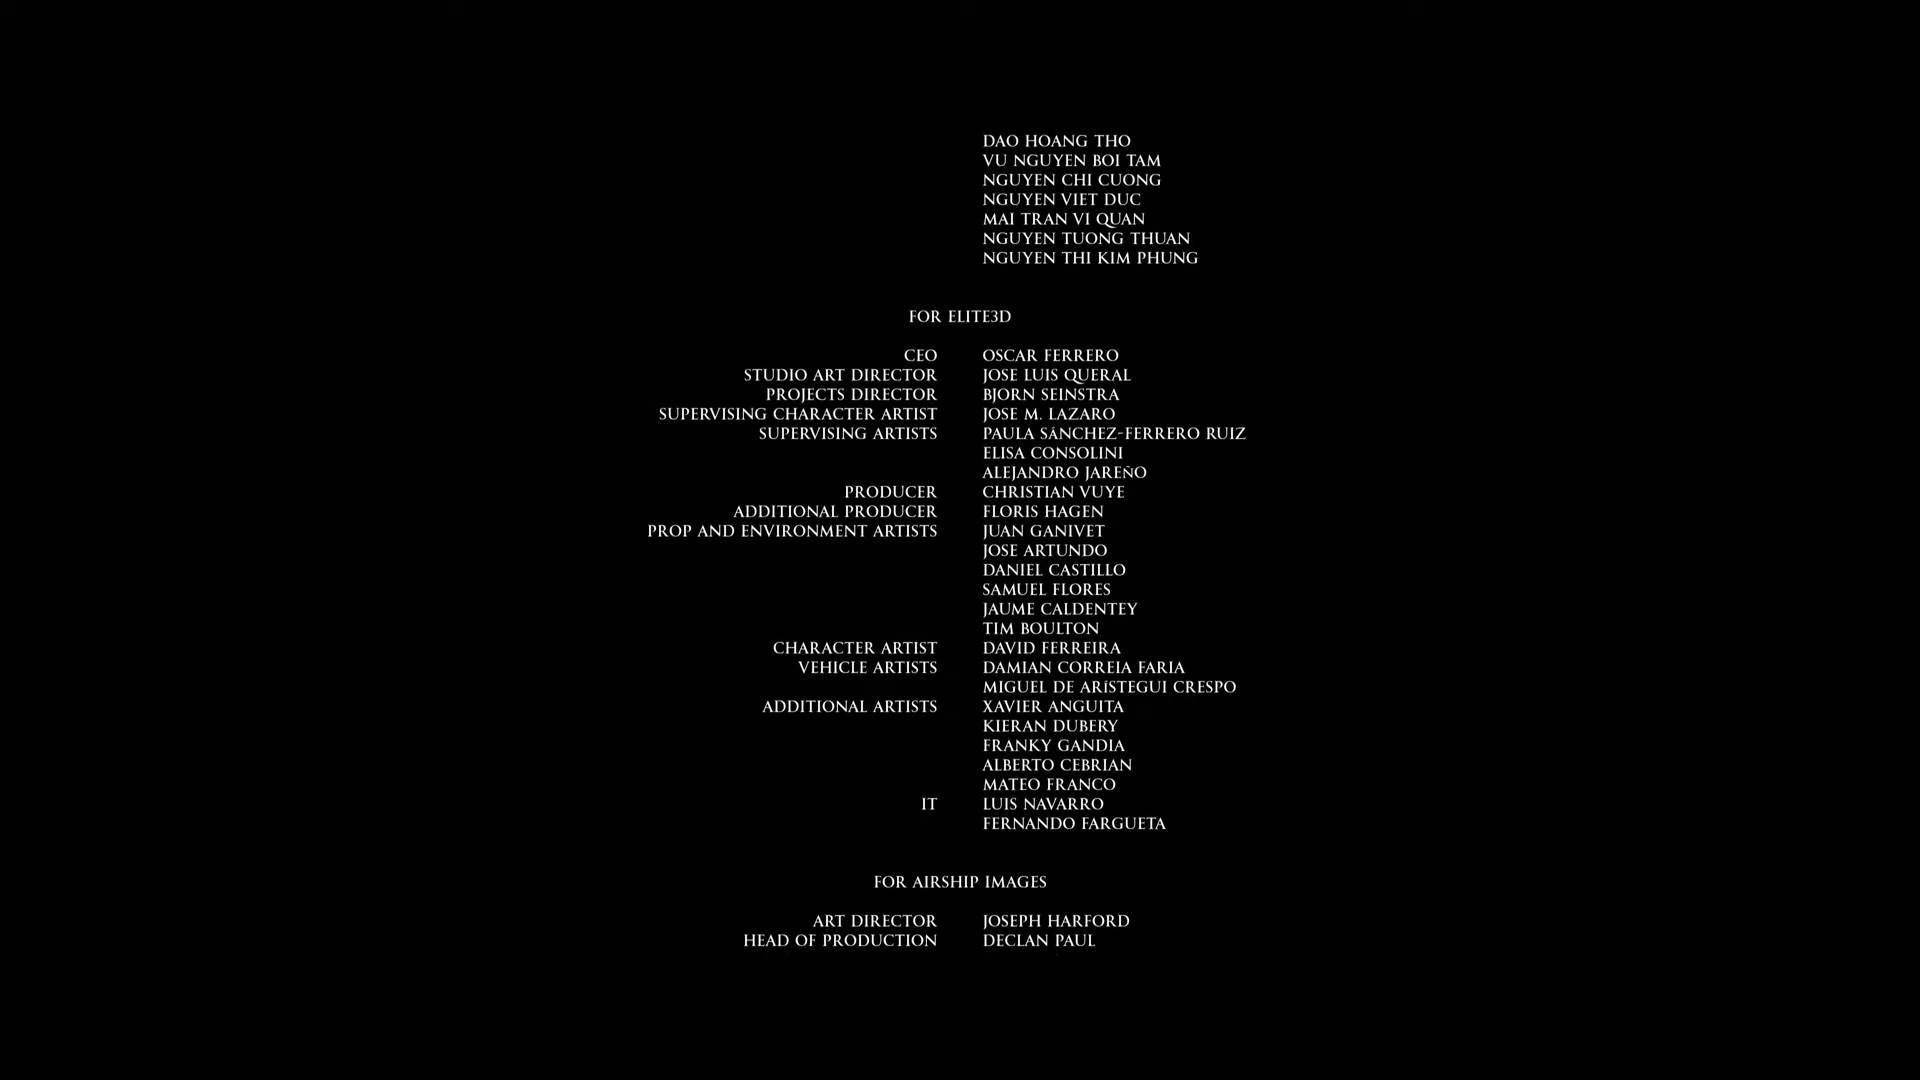 DAO HOANG THO
VU NGUYEN BOI TAM
NGUYEN CHI CUONG
NGUYEN VIET DUC
MAI TRAN VI QUAN
NGUYEN TUONG THUAN
NGUYEN THI KIM PHUNG
FOR ELITE3D
CEO OSCAR FERRERO
STUDIO ART DIRECTOR JOSE LUIS QUERAL
PROJECTS DIRECTOR BJORN SEINSTRA
SUPERVISING CHARACTER ARTIST JOSE M. LAZARO
SUPERVISING ARTISTS PAULA SÁNCHEZ-FERRERO RUIZ
ELISA CONSOLINI
ALEJANDRO JAREÑO
PRODUCER CHRISTIAN VUYE
ADDITIONAL PRODUCER FLORIS HAGEN
PROP AND ENVIRONMENT ARTISTS JUAN GANIVET
JOSE ARTUNDO
DANIEL CASTILLO
SAMUEL FLORES
JAUME CALDENTEY
TIM BOULTON
CHARACTER ARTIST DAVID FERREIRA
VEHICLE ARTISTS DAMIAN CORREIA FARIA
MIGUEL DE ARÍSTEGUI CRESPO
ADDITIONAL ARTISTS XAVIER ANGUITA
KIERAN DUBERY
FRANKY GANDIA
ALBERTO CEBRIAN
MATEO FRANCO
IT LUIS NAVARRO
FERNANDO FARGUETA
FOR AIRSHIP IMAGES
ART DIRECTOR JOSEPH HARFORD
HEAD OF PRODUCTION DECLAN PAUL